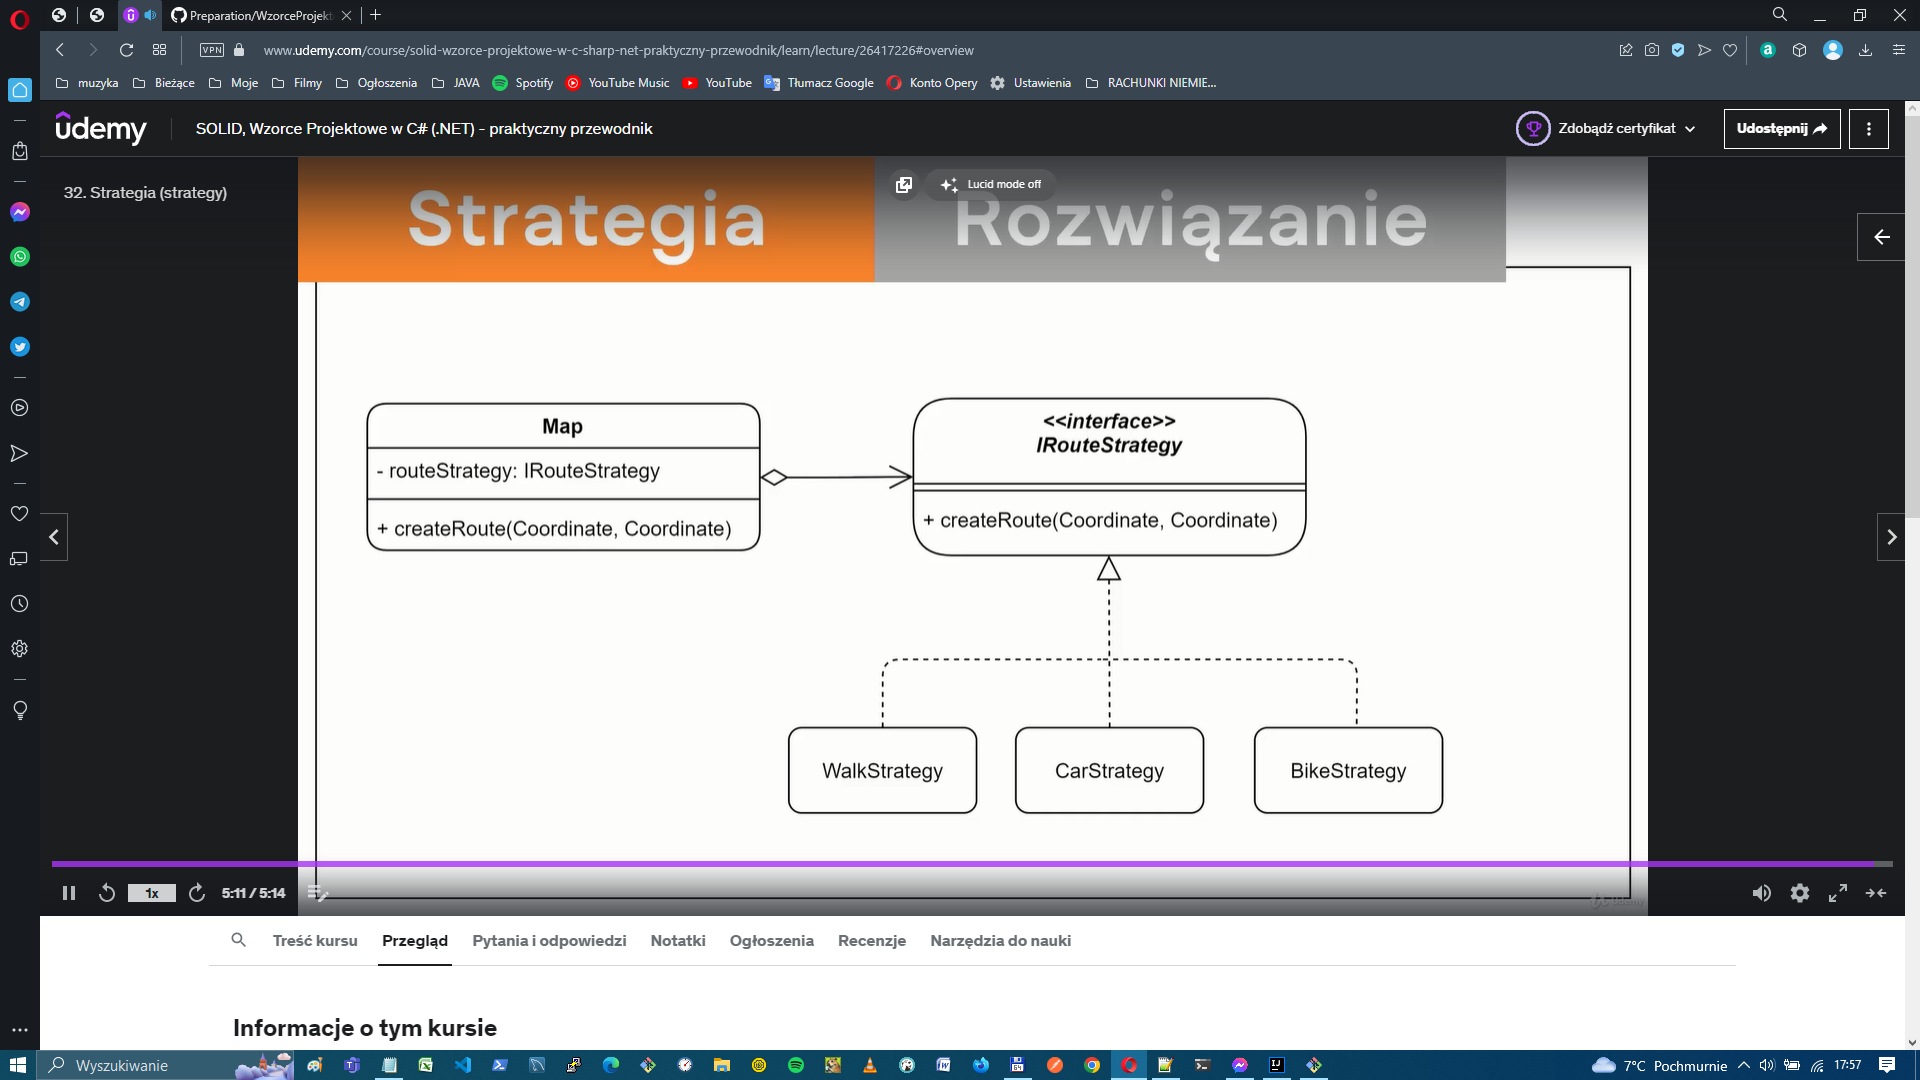 Preparation/WzorceProjekt
VPN
www.udemy.com/course/solid-wzorce-projektowe-w-c-sharp-net-praktyczny-przewodnik/learn/lecture/26417226#overview
muzyka
Bieżące
Moje
Filmy
Ogłoszenia
JAVA
Spotify
YouTube Music
YouTube
Tłumacz Google
Konto Opery
Ustawienia
RACHUNKI NIEMIE...
udemy
SOLID, Wzorce Projektowe w C# (.NET) - praktyczny przewodnik
Zdobądź certyfikat
Udostępnij
32. Strategia (strategy)
Lucid mode off
Strategia
Rozwiązanie
Map
- routeStrategy: IRouteStrategy
+ createRoute(Coordinate, Coordinate)
<<interface>>
IRouteStrategy
+ createRoute(Coordinate, Coordinate)
WalkStrategy
CarStrategy
BikeStrategy
1x
5:11 / 5:14
udemy
Treść kursu
Przegląd
Pytania i odpowiedzi
Notatki
Ogłoszenia
Recenzje
Narzędzia do nauki
Informacje o tym kursie
Wyszukiwanie
7°C Pochmurnie
17:57